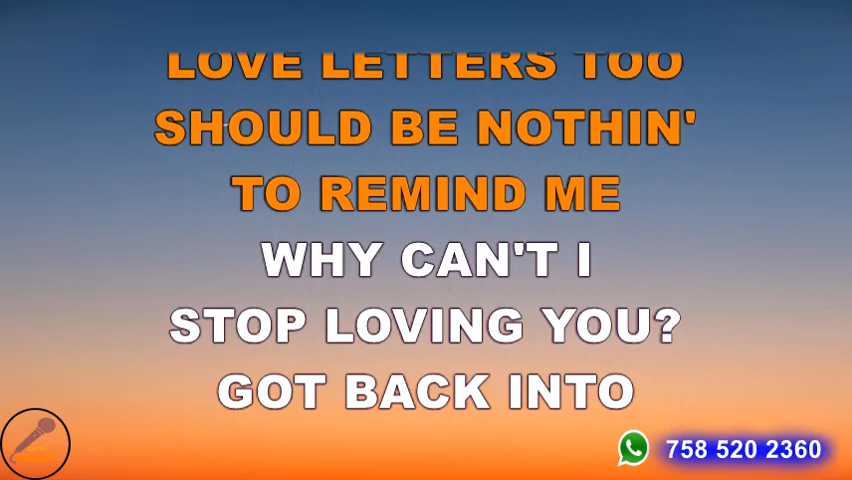 LOVE LETTERS TOO
SHOULD BE NOTHIN'
TO REMIND ME
WHY CAN'T I
STOP LOVING YOU?
GOT BACK INTO
758 520 2360